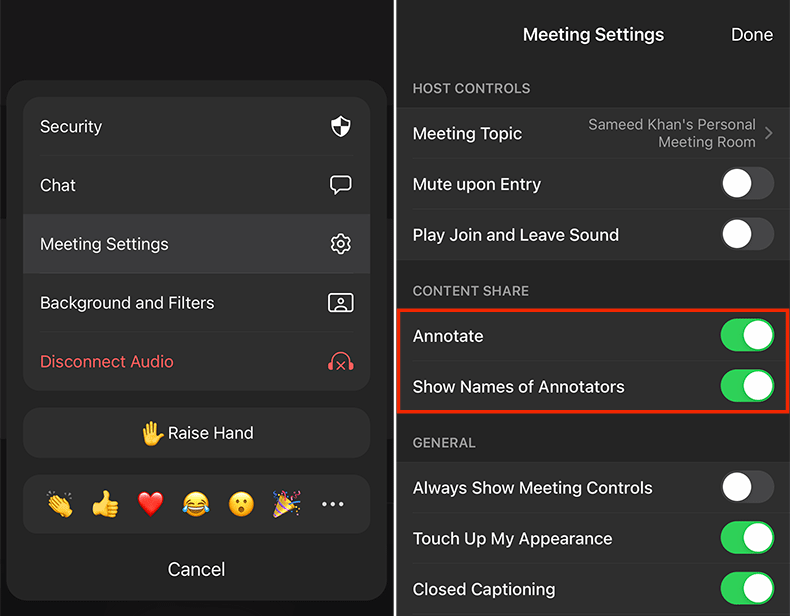 Security
Chat
Meeting Settings
Background and Filters
Disconnect Audio
Raise Hand
Cancel
Meeting Settings
Done
HOST CONTROLS
Meeting Topic
Sameed Khan's Personal
Meeting Room
Mute upon Entry
Play Join and Leave Sound
CONTENT SHARE
Annotate
Show Names of Annotators
GENERAL
Always Show Meeting Controls
Touch Up My Appearance
Closed Captioning